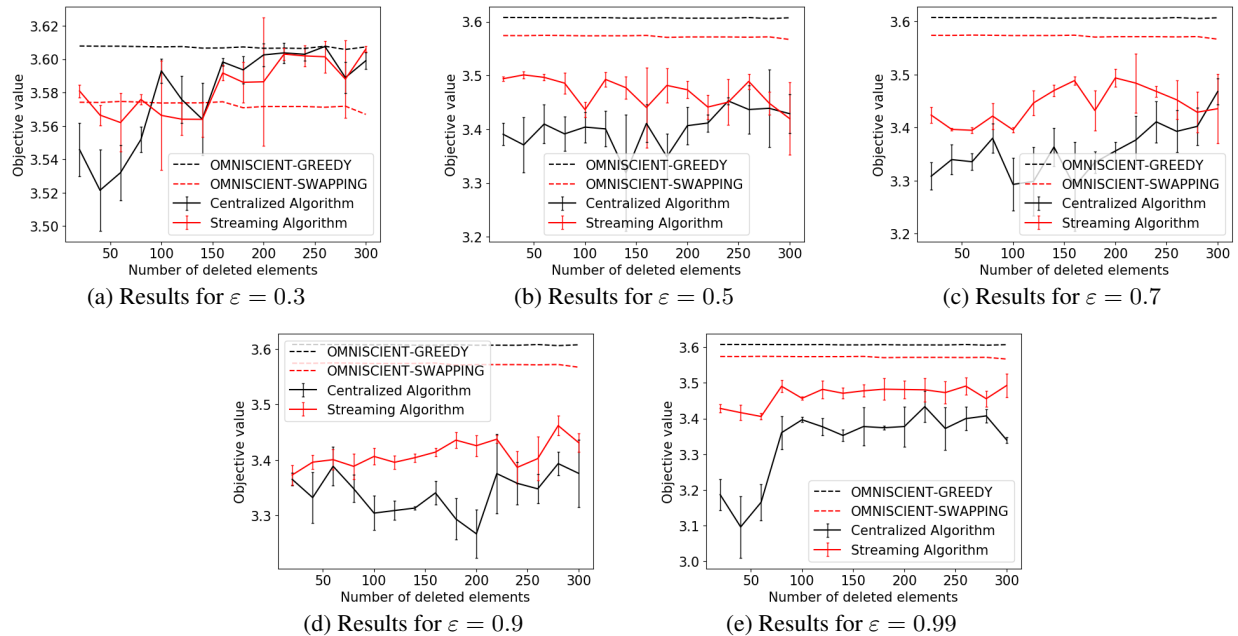 3.62
3.60
3.58
3.56
3.54
3.52
3.50
Objective value
OMNISCIENT-GREEDY
OMNISCIENT-SWAPPING
Centralized Algorithm
Streaming Algorithm
50 100 150 200 250 300
Number of deleted elements
(a) Results for ε = 0.3
3.6
3.5
3.4
3.3
3.2
Objective value
OMNISCIENT-GREEDY
OMNISCIENT-SWAPPING
Centralized Algorithm
Streaming Algorithm
50 100 150 200 250 300
Number of deleted elements
(b) Results for ε = 0.5
3.6
3.5
3.4
3.3
3.2
Objective value
OMNISCIENT-GREEDY
OMNISCIENT-SWAPPING
Centralized Algorithm
Streaming Algorithm
50 100 150 200 250 300
Number of deleted elements
(c) Results for ε = 0.7
3.6
3.5
3.4
3.3
Objective value
OMNISCIENT-GREEDY
OMNISCIENT-SWAPPING
Centralized Algorithm
Streaming Algorithm
50 100 150 200 250 300
Number of deleted elements
(d) Results for ε = 0.9
3.6
3.5
3.4
3.3
3.2
3.1
3.0
Objective value
OMNISCIENT-GREEDY
OMNISCIENT-SWAPPING
Centralized Algorithm
Streaming Algorithm
50 100 150 200 250 300
Number of deleted elements
(e) Results for ε = 0.99